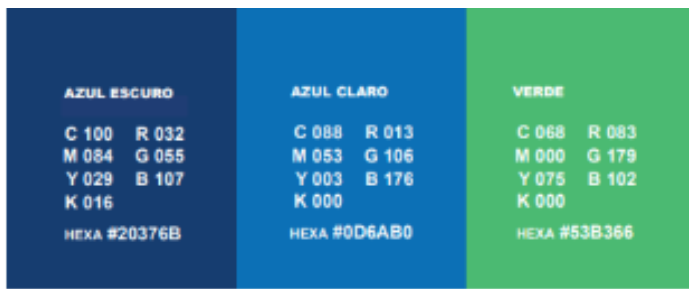 AZUL ESCURO
C 100 R 032
M 084 G 055
Y 029 B 107
K 016
HEXA #20376B
AZUL CLARO
C 088 R 013
M 053 G 106
Y 003 B 176
K 000
HEXA #0D6AB0
VERDE
C 068 R 083
M 000 G 179
Y 075 B 102
K 000
HEXA #53B366